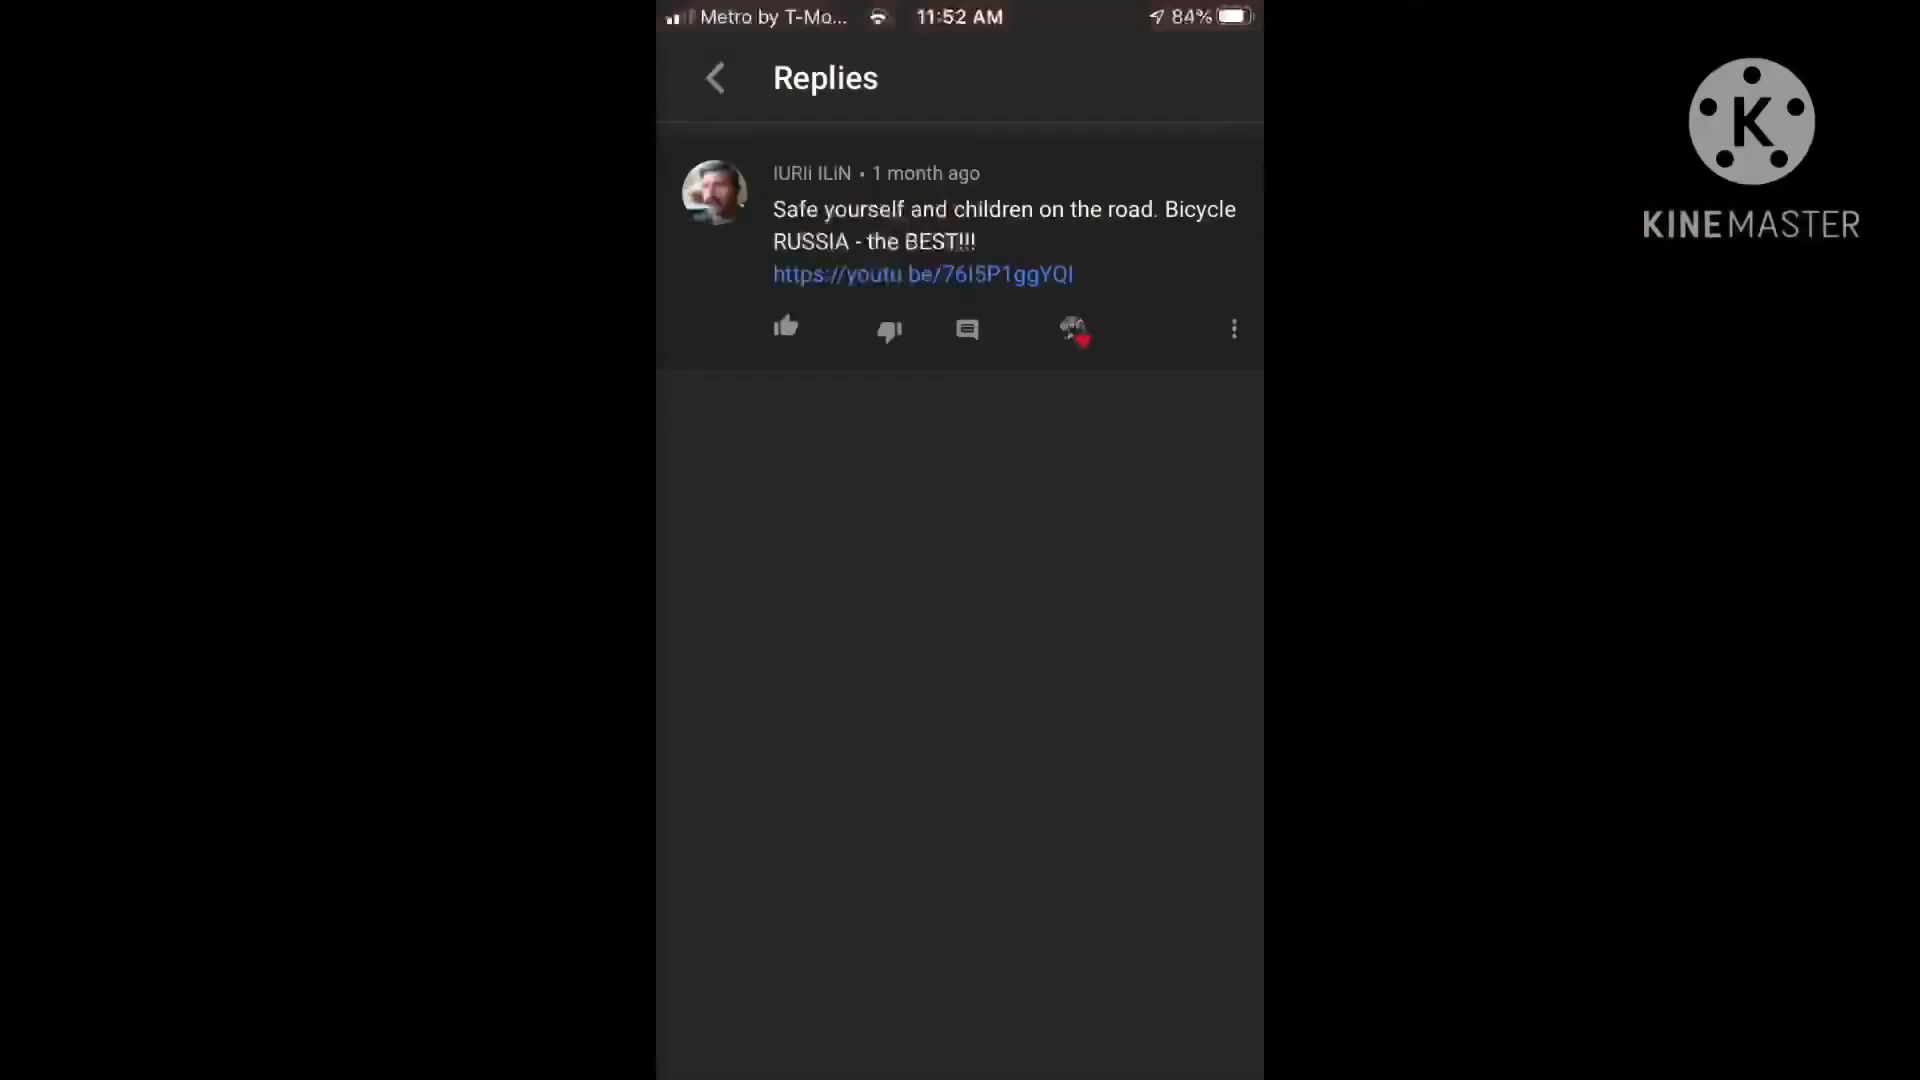 Metro by T-Mo... 11:52 AM 84%
Replies
K
KINEMASTER
IURIi ILIN • 1 month ago
Safe yourself and children on the road. Bicycle
RUSSIA - the BEST!!!
https://youtu.be/76I5P1ggYQI